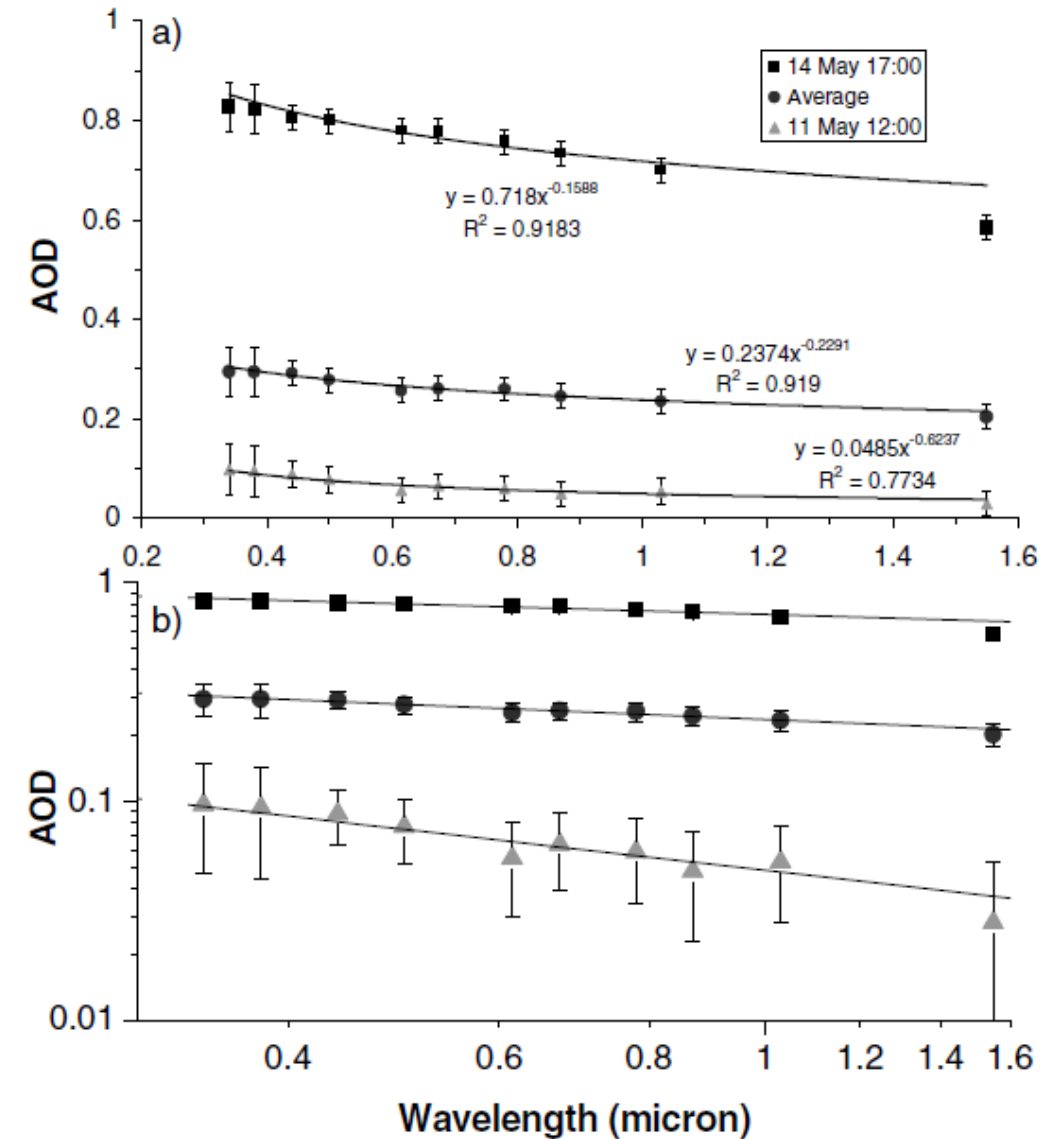 1
a)
14 May 17:00
Average
11 May 12:00
0.8
y = 0.718x^-0.1588
R^2 = 0.9183
0.6
AOD
0.4
y = 0.2374x^-0.2291
R^2 = 0.919
0.2
y = 0.0485x^-0.6237
R^2 = 0.7734
0
0.2 0.4 0.6 0.8 1 1.2 1.4 1.6
1
b)
AOD
0.1
0.01
0.4 0.6 0.8 1 1.2 1.4 1.6
Wavelength (micron)